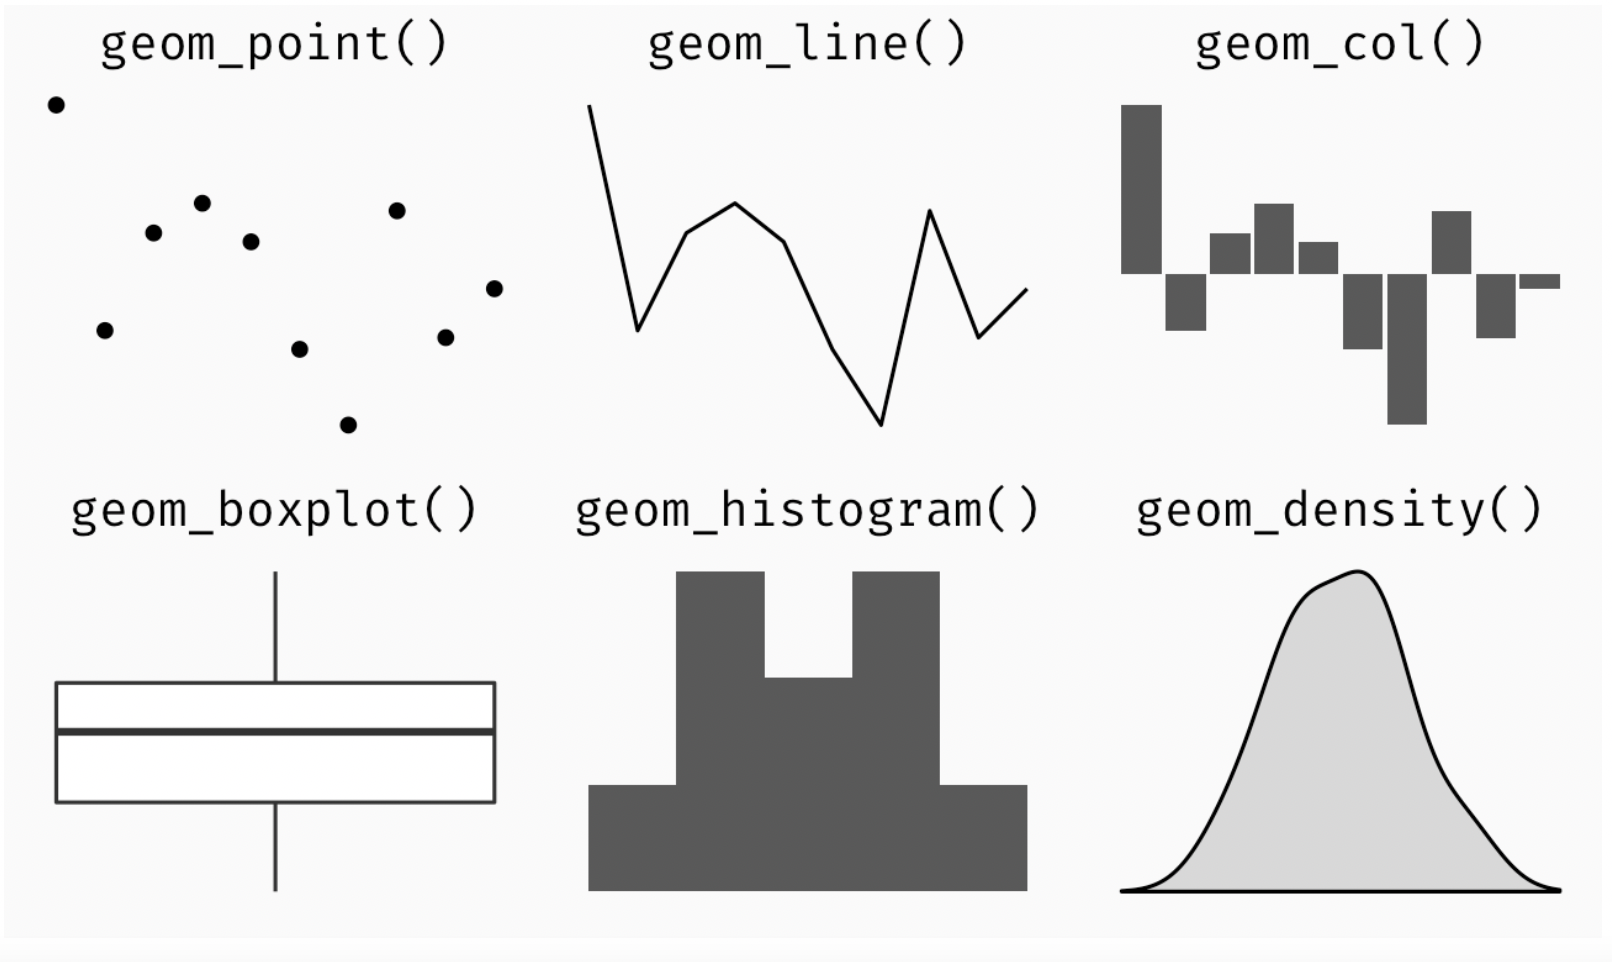 geom_point()
geom_line()
geom_col()
geom_boxplot()
geom_histogram()
geom_density()